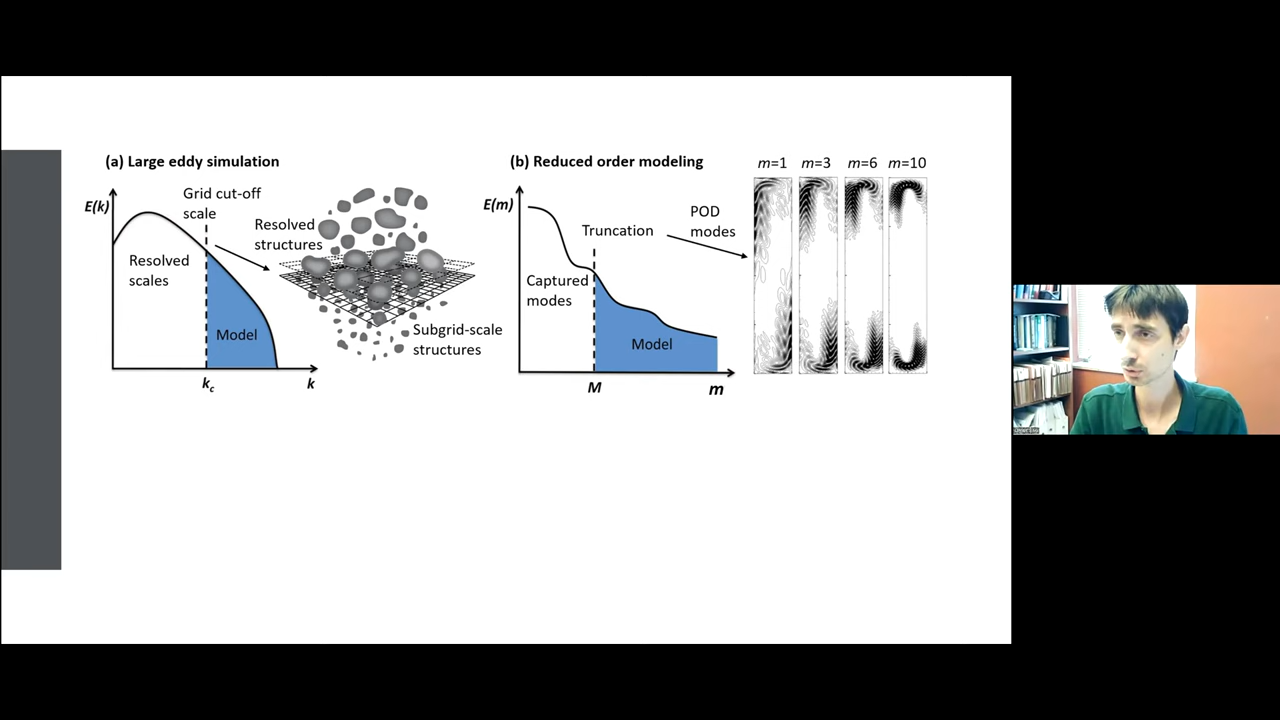 (a) Large eddy simulation
E(k)
Grid cut-off
scale
Resolved
structures
Resolved
scales
Model
Subgrid-scale
structures
k_c
k
(b) Reduced order modeling
E(m)
Truncation
POD
modes
Captured
modes
Model
M
m
m=1
m=3
m=6
m=10